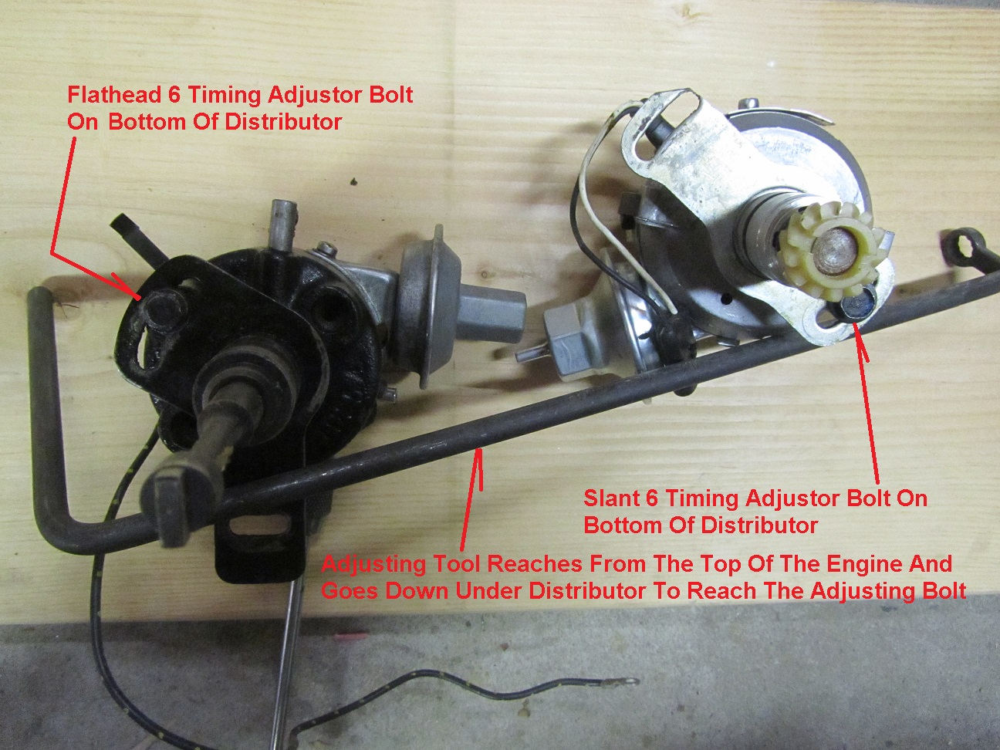 Flathead 6 Timing Adjustor Bolt
On Bottom Of Distributor
Slant 6 Timing Adjustor Bolt On
Bottom Of Distributor
Adjusting Tool Reaches From The Top Of The Engine And
Goes Down Under Distributor To Reach The Adjusting Bolt